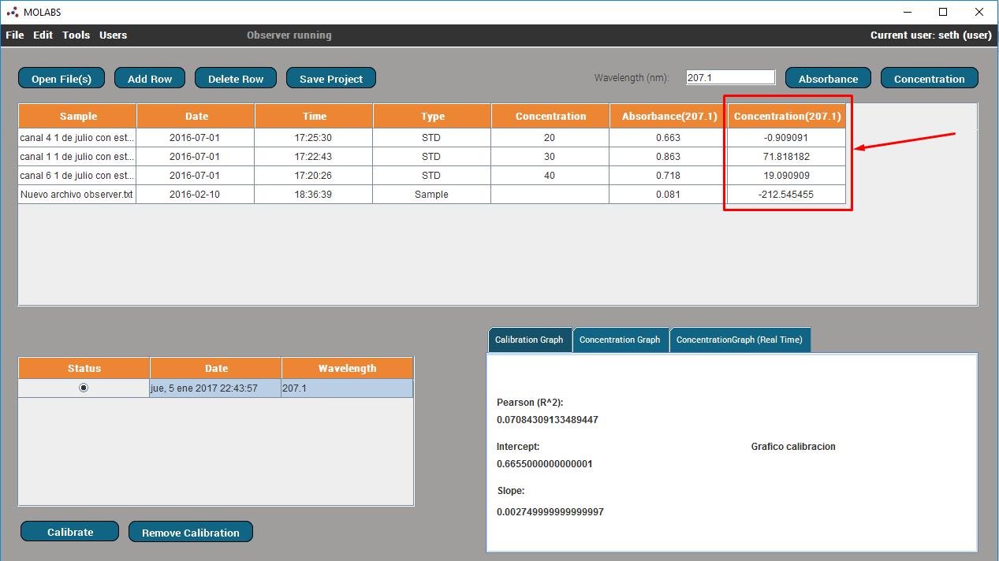 MOLABS
File Edit Tools Users Observer running Current user: seth (user)
Open File(s) Add Row Delete Row Save Project Wavelength (nm): 207.1 Absorbance Concentration
Sample Date Time Type Concentration Absorbance(207.1) Concentration(207.1)
canal 4 1 de julio con est... 2016-07-01 17:25:30 STD 20 0.663 -0.909091
canal 1 1 de julio con est... 2016-07-01 17:22:43 STD 30 0.863 71.818182
canal 6 1 de julio con est... 2016-07-01 17:20:26 STD 40 0.718 19.090909
Nuevo archivo observer.txt 2016-02-10 18:36:39 Sample 0.081 -212.545455
Status Date Wavelength
jue, 5 ene 2017 22:43:57 207.1
Calibrate Remove Calibration
Calibration Graph Concentration Graph ConcentrationGraph (Real Time)
Pearson (R^2):
0.07084309133489447
Intercept:
0.6655000000000001
Slope:
0.002749999999999997
Grafico calibracion